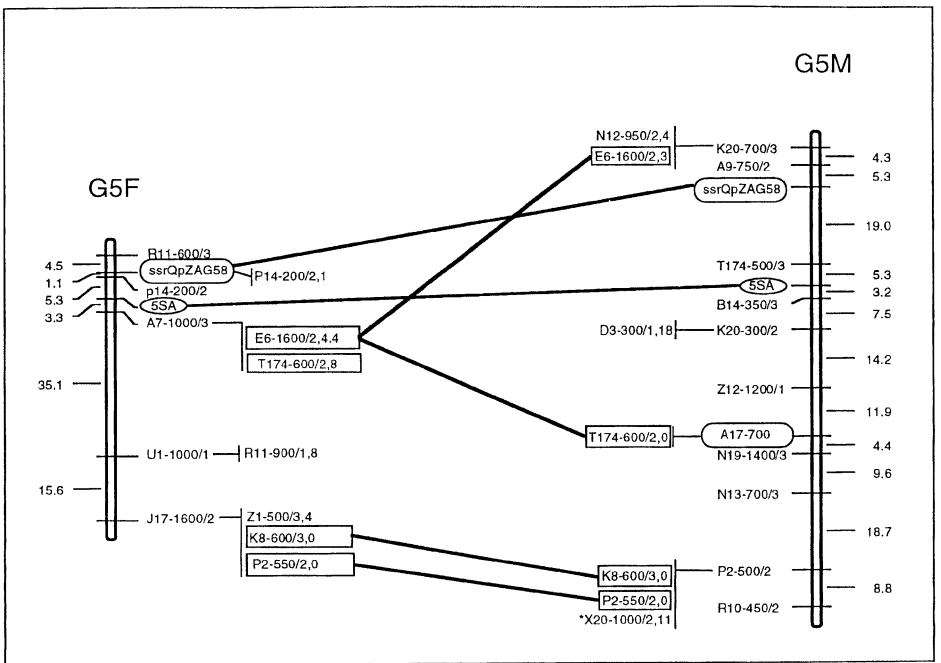 G5M
G5F
N12-950/2,4
E6-1600/2,3
K20-700/3
4.3
A9-750/2
5.3
ssrQpZAG58
19.0
R11-600/3
4.5
ssrQpZAG58
P14-200/2,1
1.1
p14-200/2
5.3
5SA
3.3
A7-1000/3
T174-500/3
5.3
5SA
3.2
B14-350/3
7.5
D3-300/1,18
K20-300/2
E6-1600/2,4.4
T174-600/2,8
14.2
35.1
Z12-1200/1
11.9
T174-600/2,0
A17-700
4.4
U1-1000/1
R11-900/1,8
N19-1400/3
9.6
15.6
N13-700/3
J17-1600/2
Z1-500/3,4
K8-600/3,0
18.7
P2-550/2,0
K8-600/3,0
P2-500/2
8.8
P2-550/2,0
R10-450/2
*X20-1000/2,11